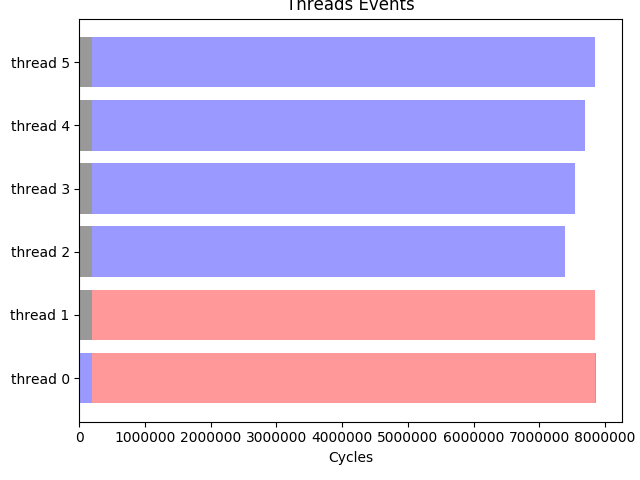 Threads Events
thread 5
thread 4
thread 3
thread 2
thread 1
thread 0
0 1000000 2000000 3000000 4000000 5000000 6000000 7000000 8000000
Cycles